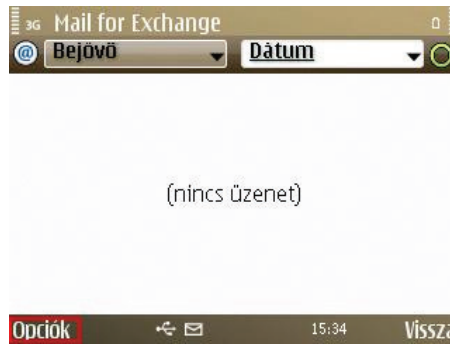 3G Mail for Exchange
@ Bejövő Dátum
(nincs üzenet)
Opciók 15:34 Vissza